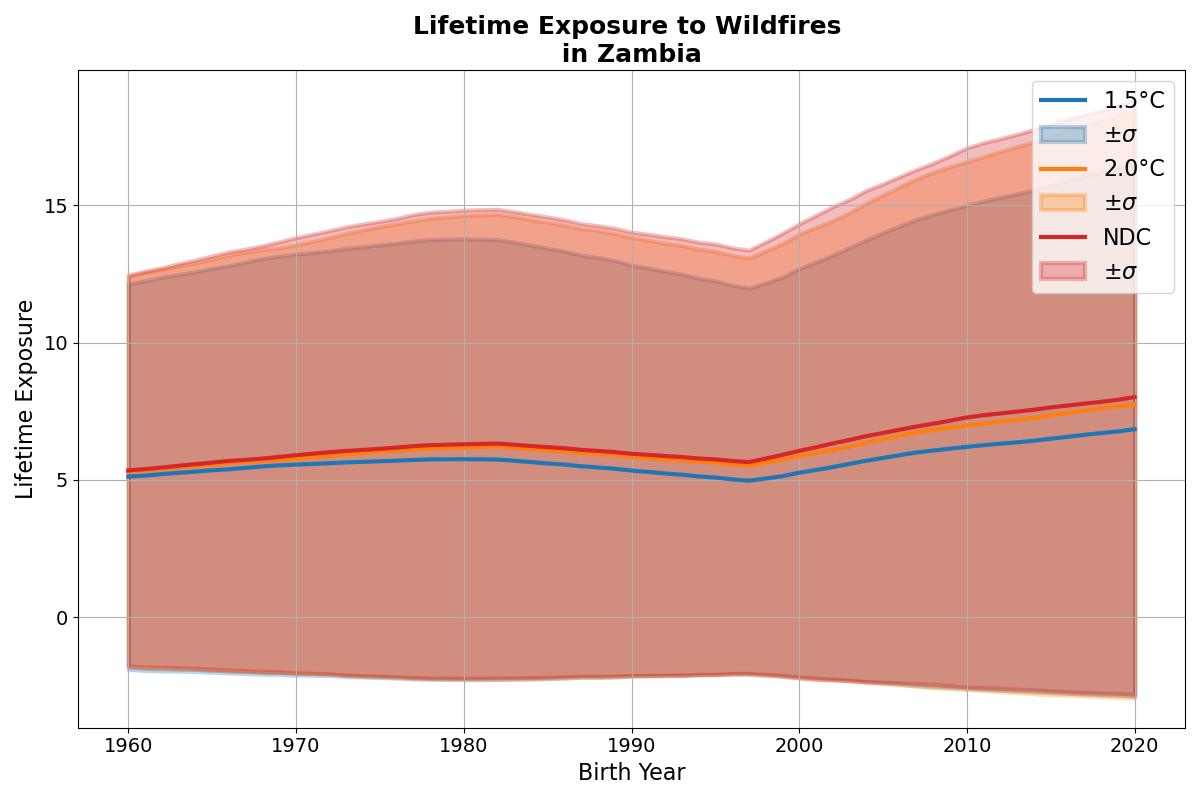 Lifetime Exposure to Wildfires
in Zambia
Lifetime Exposure
15
10
5
0
1960
1970
1980
1990
2000
2010
2020
Birth Year
1.5°C
±σ
2.0°C
±σ
NDC
±σ